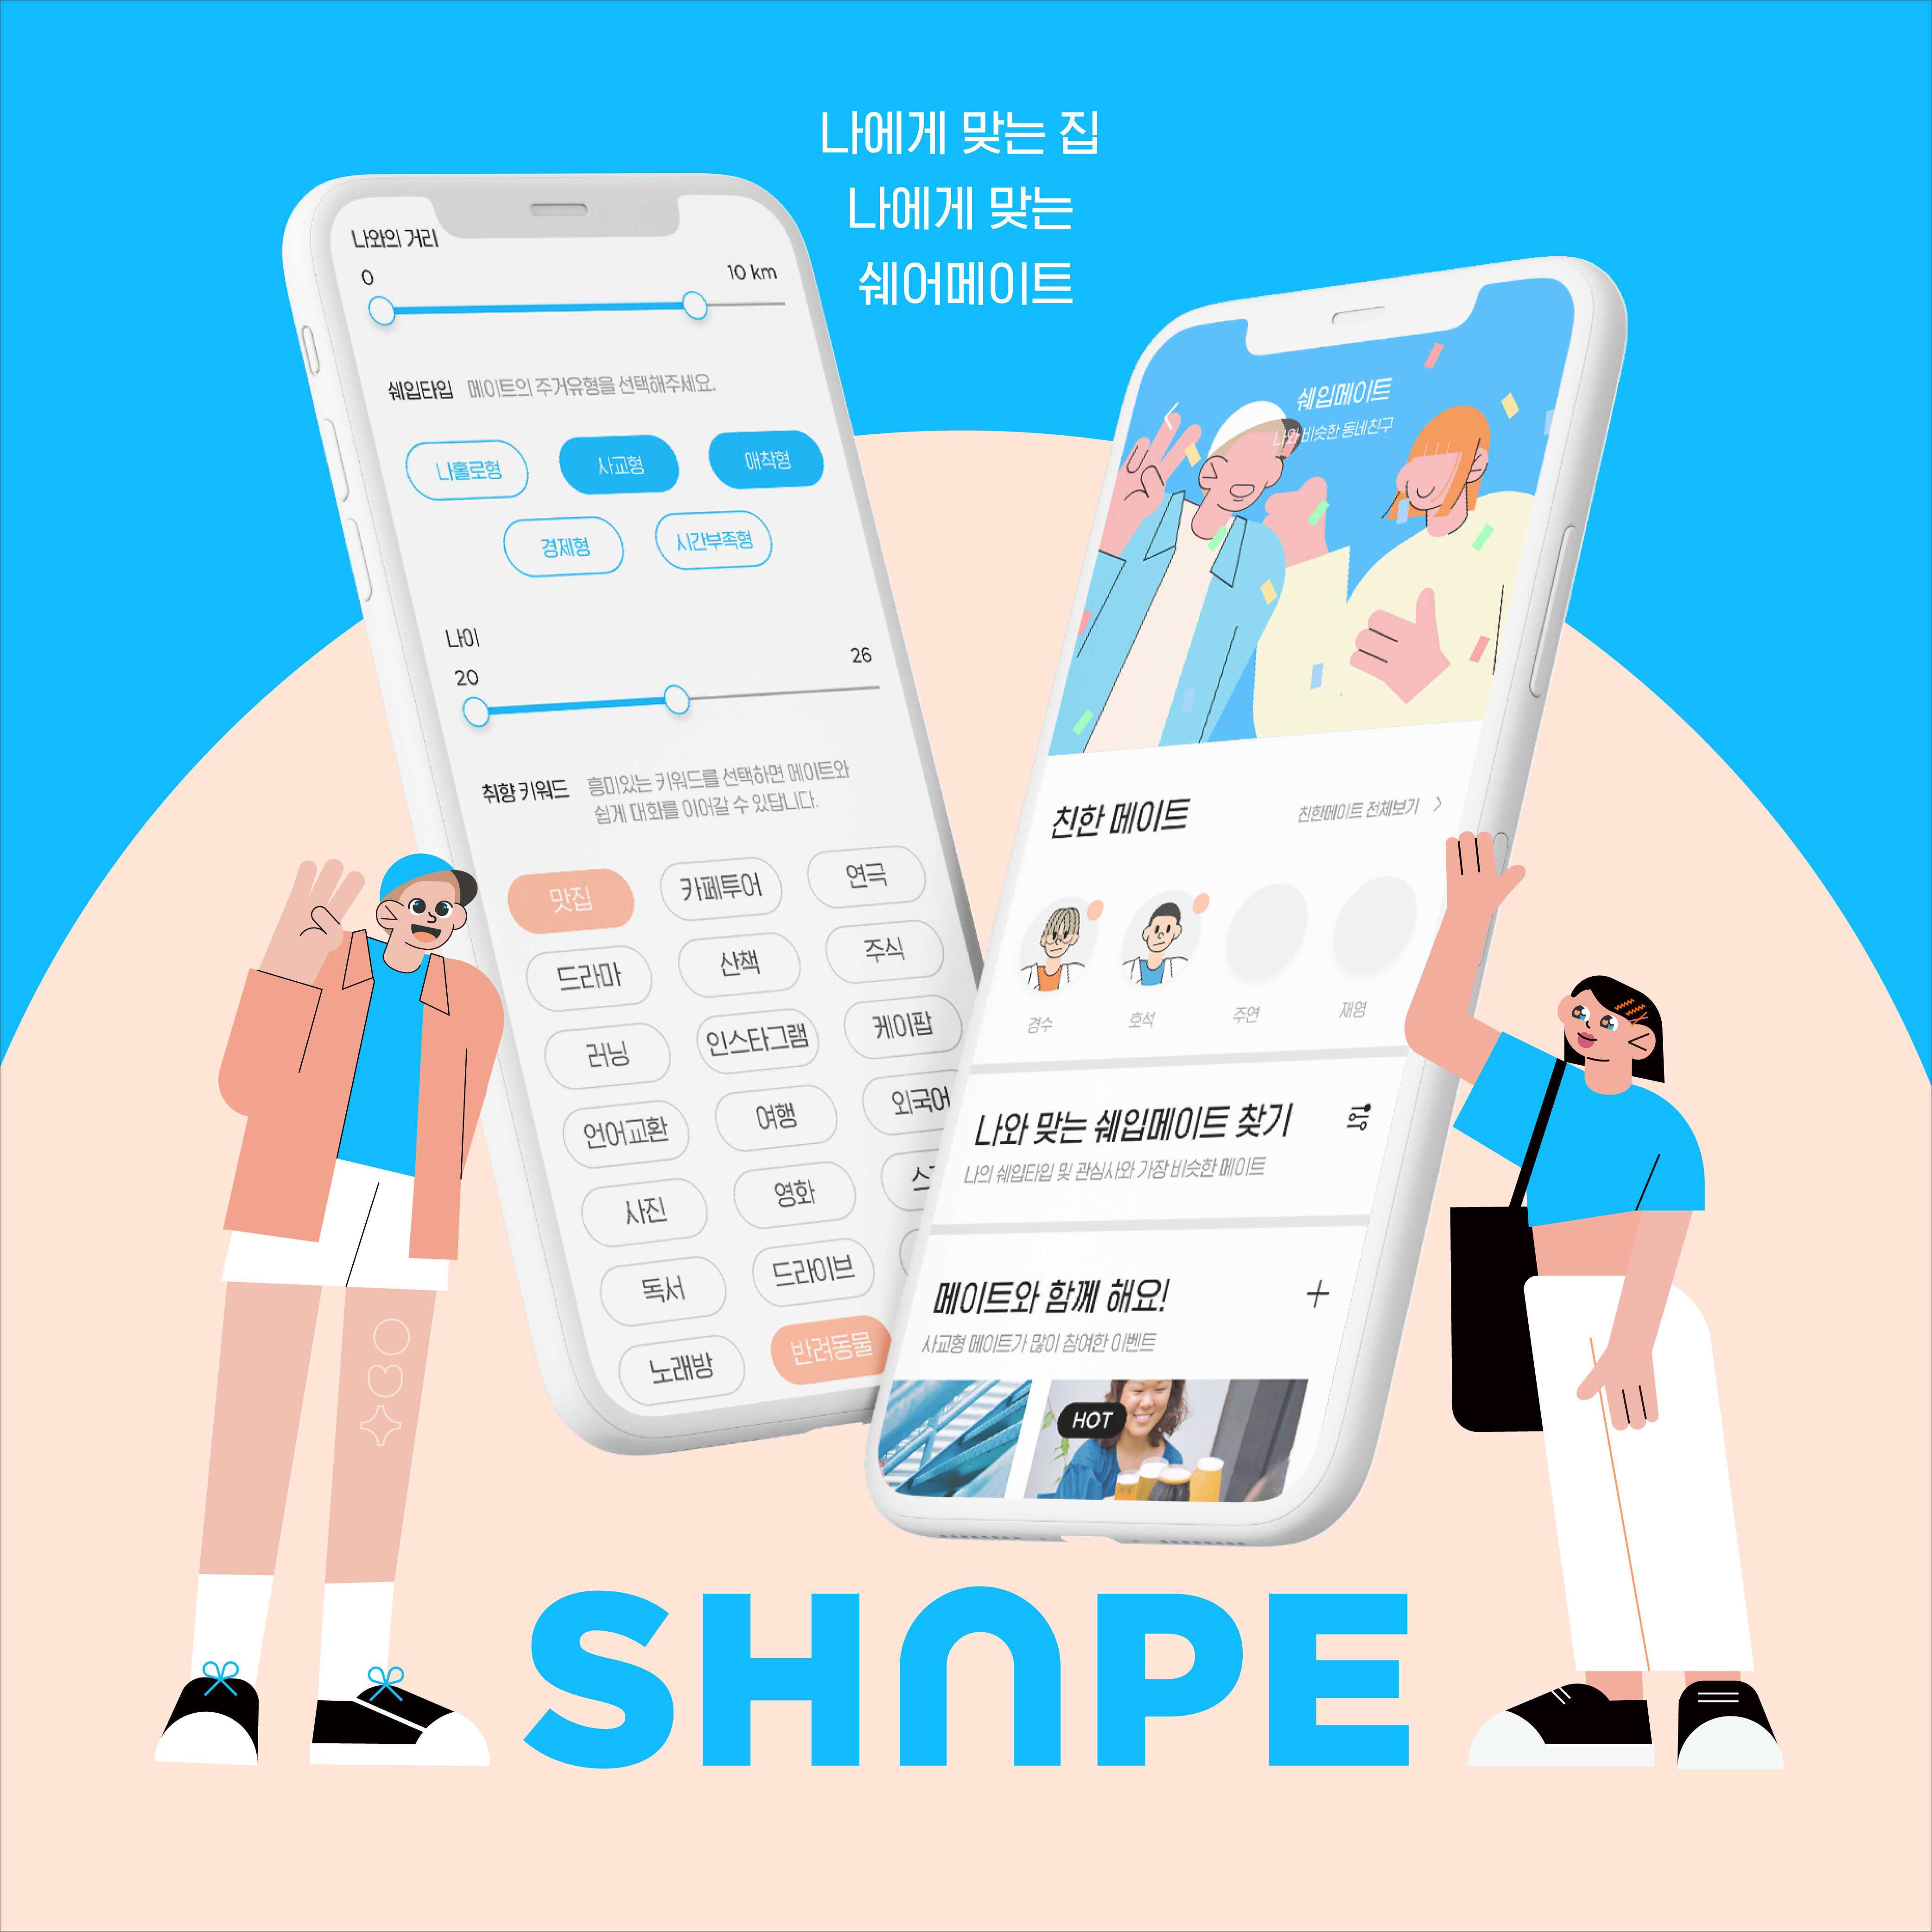 나에게 맞는 집
나에게 맞는
쉐어메이트
나와의 거리
0
10 km
쉐입타입 메이트의 주거유형을 선택해주세요.
나홀로형 사교형 애착형
경제형 시간부족형
나이
20
26
취향 키워드 흥미있는 키워드를 선택하면 메이트와
쉽게 대화를 이어갈 수 있답니다.
맛집 카페투어 연극
드라마 산책 주식
러닝 인스타그램 케이팝
언어교환 여행 외국어
사진 영화
독서 드라이브
노래방 반려동물
쉐입메이트
나와 비슷한 동네친구
친한 메이트 친한메이트 전체보기 >
경수 호석 주연 재영
나와 맞는 쉐입메이트 찾기
나의 쉐입타입 및 관심사와 가장 비슷한 메이트
메이트와 함께 해요! +
사교형 메이트가 많이 참여한 이벤트
HOT
SHAPE